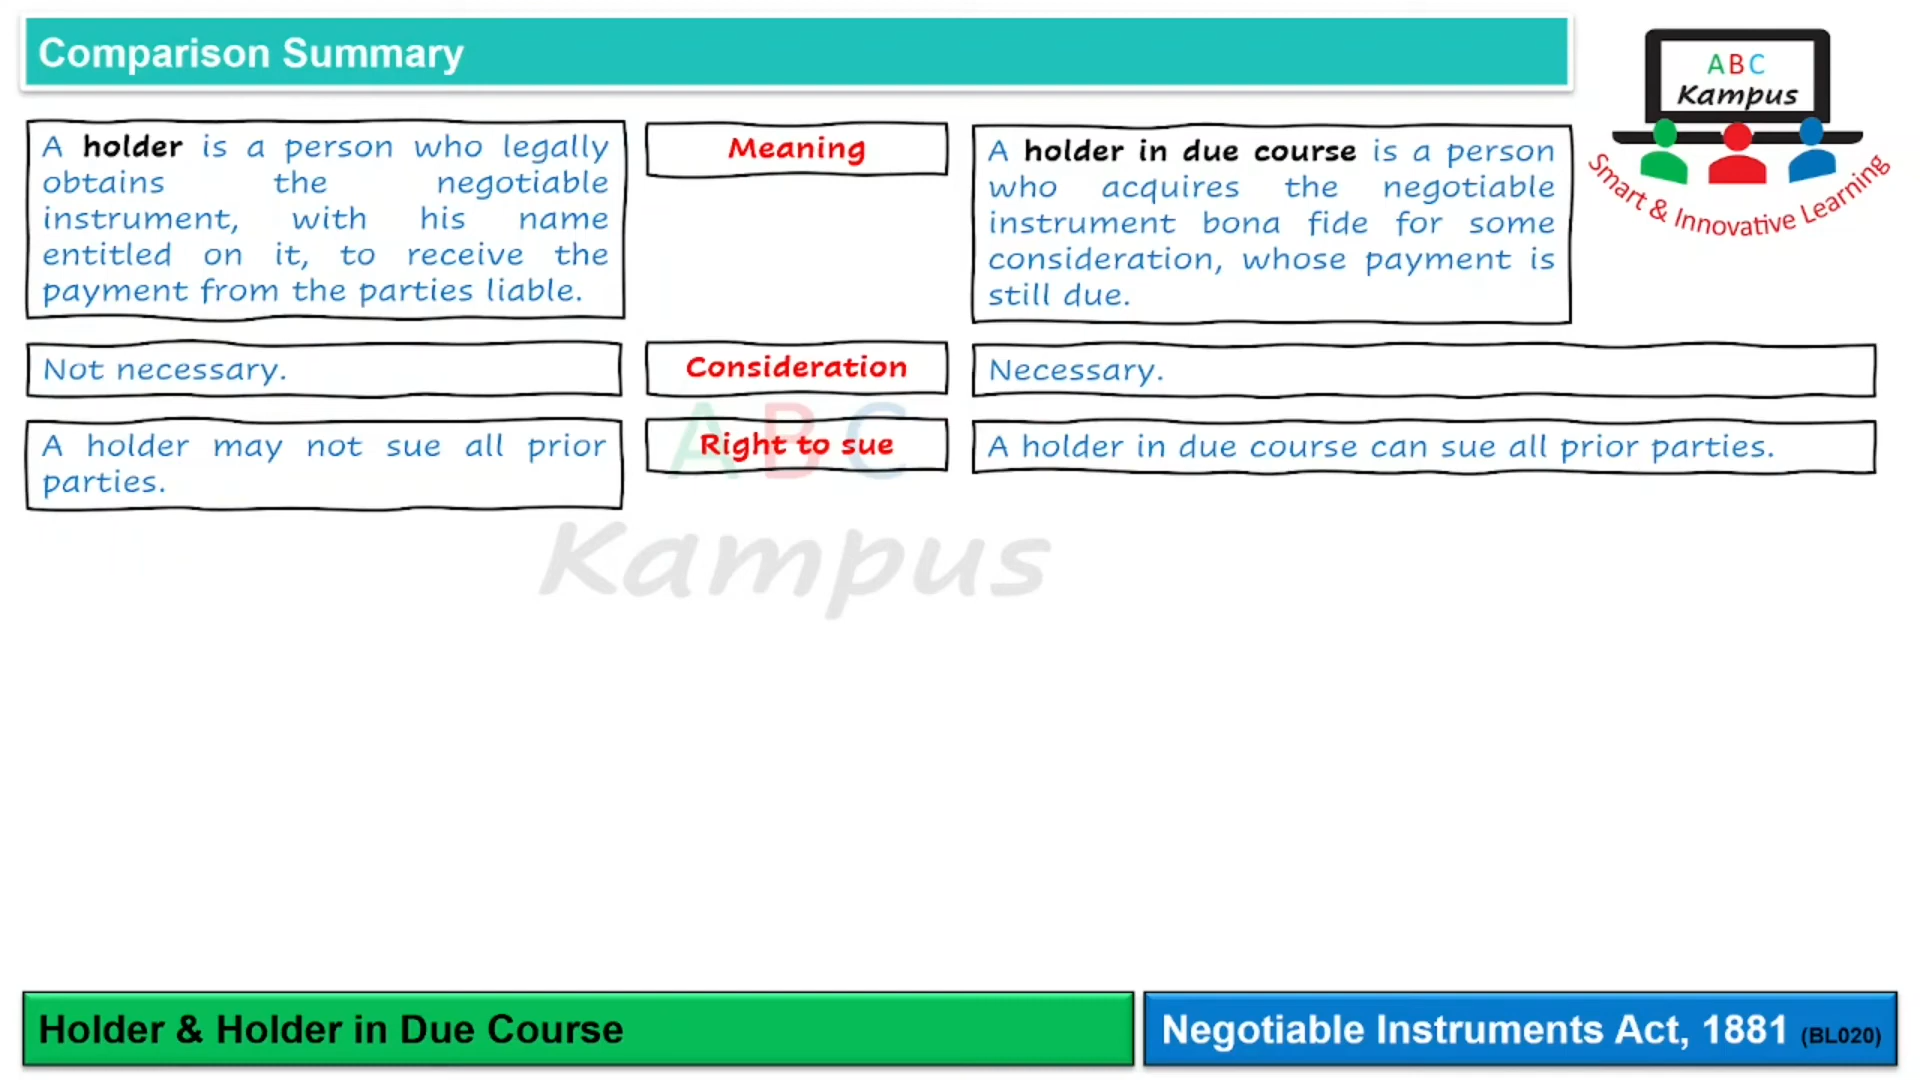 Comparison Summary
ABC
Kampus
Smart & Innovative Learning
A holder is a person who legally
obtains the negotiable
instrument, with his name
entitled on it, to receive the
payment from the parties liable.
Meaning
A holder in due course is a person
who acquires the negotiable
instrument bona fide for some
consideration, whose payment is
still due.
Not necessary.
Consideration
Necessary.
A holder may not sue all prior
parties.
Right to sue
A holder in due course can sue all prior parties.
ABC
Kampus
Holder & Holder in Due Course
Negotiable Instruments Act, 1881 (BL020)